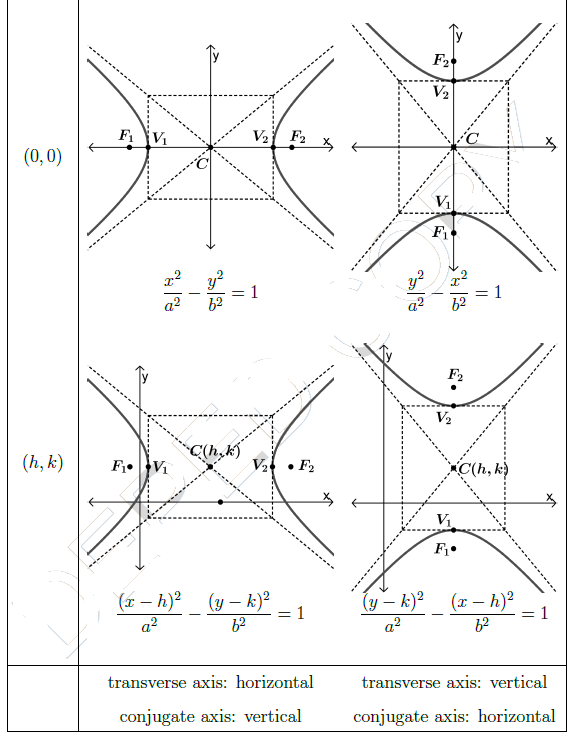 y
F₁ V₁ V₂ F₂ x
C
(0, 0)
x²/a² − y²/b² = 1
y
F₂
V₂
C x
V₁
F₁
y²/a² − x²/b² = 1
y
C(h, k)
F₁ V₁ V₂ F₂
x
(h, k)
(x − h)²/a² − (y − k)²/b² = 1
y
F₂
V₂
C(h, k)
x
V₁
F₁
(y − k)²/a² − (x − h)²/b² = 1
transverse axis: horizontal transverse axis: vertical
conjugate axis: vertical conjugate axis: horizontal